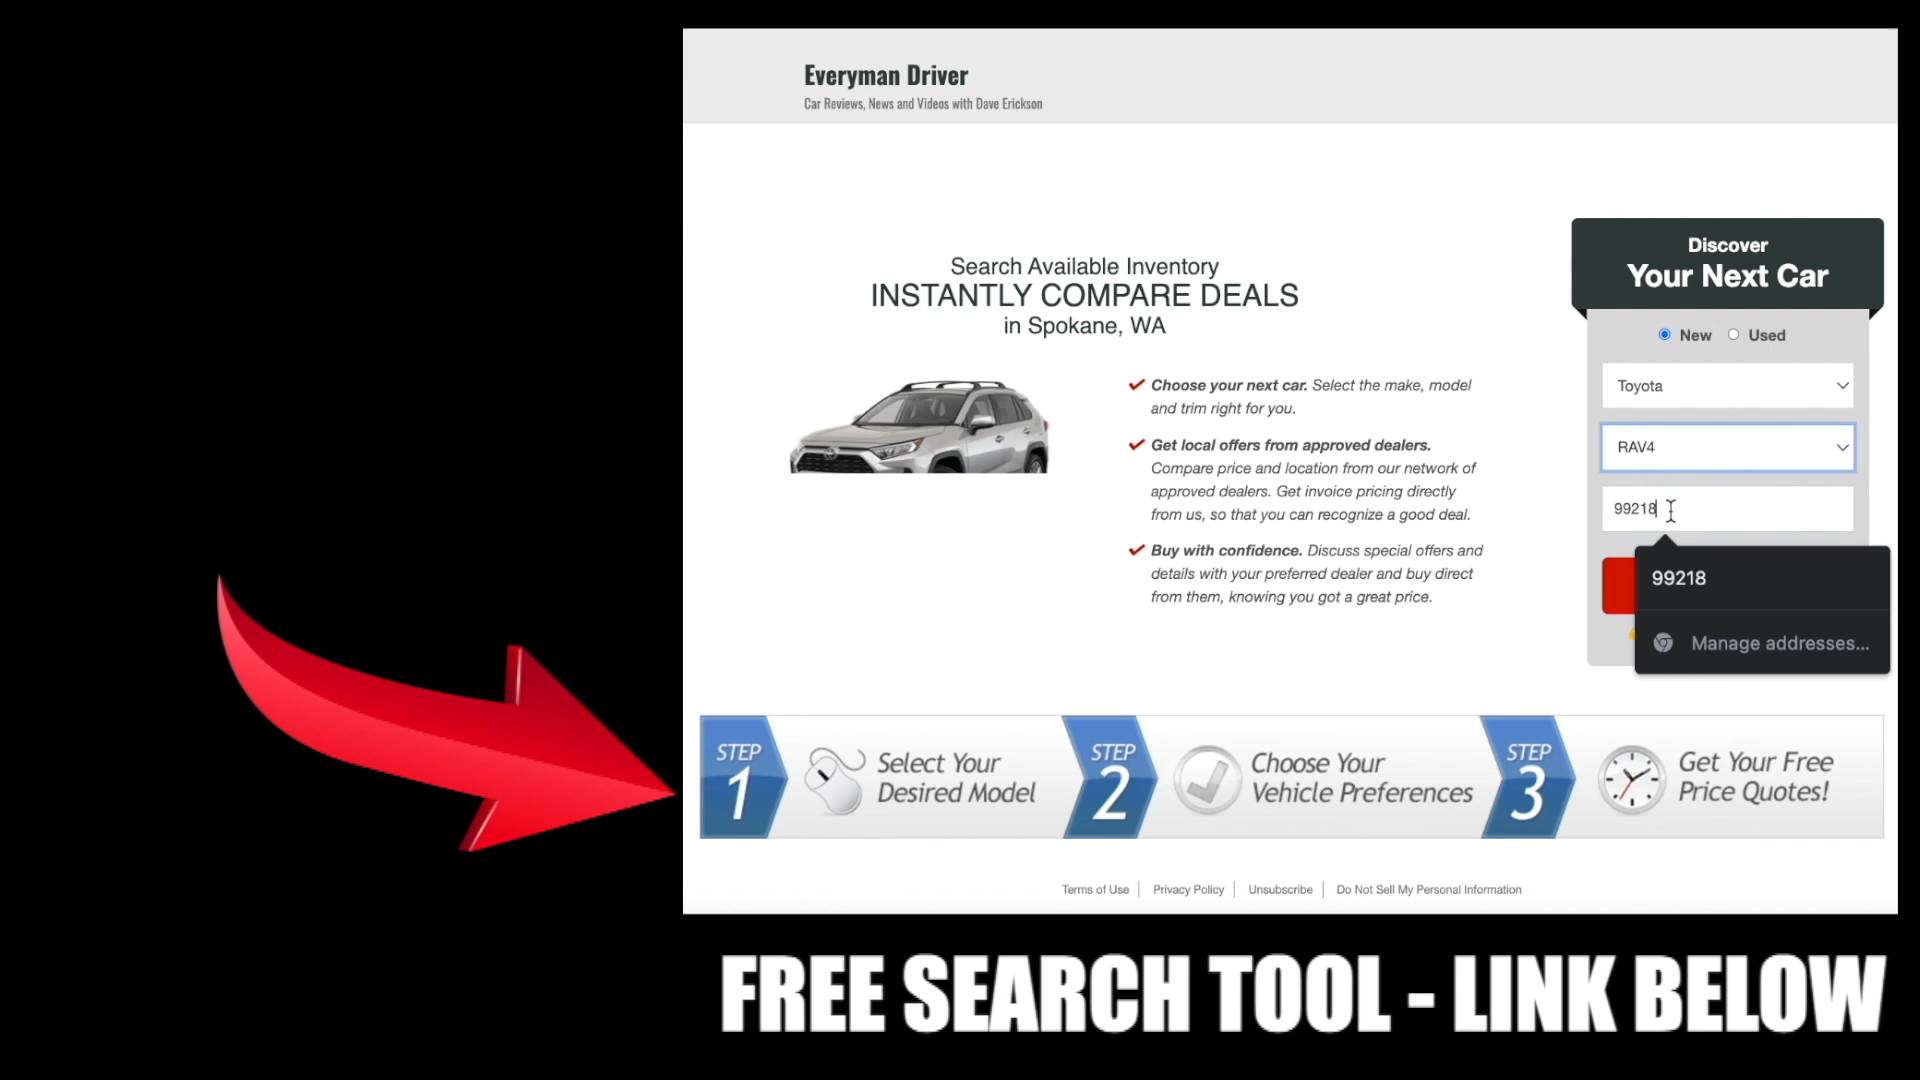 Everyman Driver
Car Reviews, News and Videos with Dave Erickson
Search Available Inventory
INSTANTLY COMPARE DEALS
in Spokane, WA
Choose your next car. Select the make, model
and trim right for you.
Get local offers from approved dealers.
Compare price and location from our network of
approved dealers. Get invoice pricing directly
from us, so that you can recognize a good deal.
Buy with confidence. Discuss special offers and
details with your preferred dealer and buy direct
from them, knowing you got a great price.
Discover
Your Next Car
New Used
Toyota
RAV4
99218
99218
Manage addresses...
STEP
1
Select Your
Desired Model
STEP
2
Choose Your
Vehicle Preferences
STEP
3
Get Your Free
Price Quotes!
Terms of Use
Privacy Policy
Unsubscribe
Do Not Sell My Personal Information
FREE SEARCH TOOL - LINK BELOW